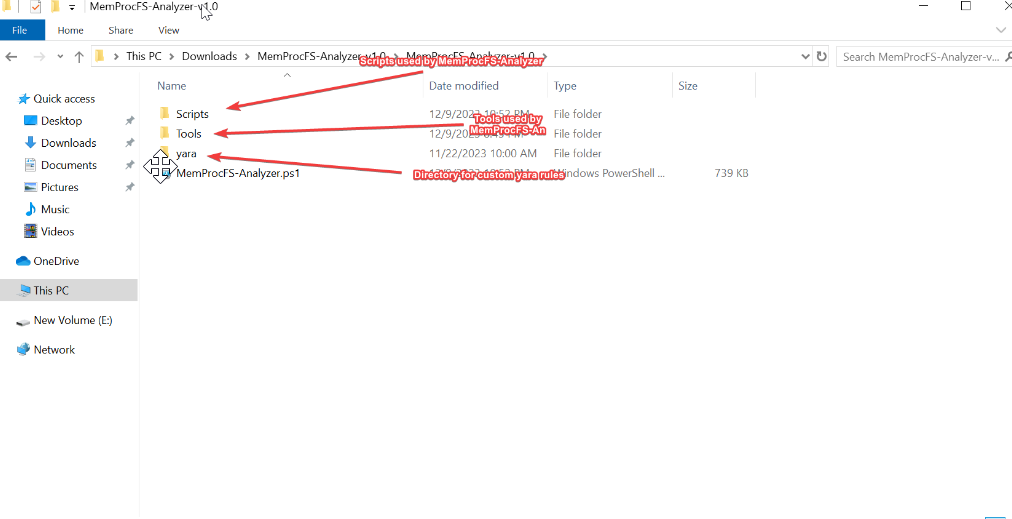 MemProcFS-Analyzer-v1.0
File Home Share View
This PC Downloads MemProcFS-Analyzer-v1.0 MemProcFS-Analyzer-v1.0
Search MemProcFS-Analyzer-v...
Scripts used by MemProcFS-Analyzer
Name Date modified Type Size
Quick access
Desktop
Downloads
Documents
Pictures
Music
Videos
OneDrive
This PC
New Volume (E:)
Network
Scripts 12/9/2023 10:52 PM File folder
Tools used by
MemProcFS-An
Tools 12/9/2023 File folder
yara 11/22/2023 10:00 AM File folder
MemProcFS-Analyzer.ps1 Windows PowerShell ... 739 KB
Directory for custom yara rules